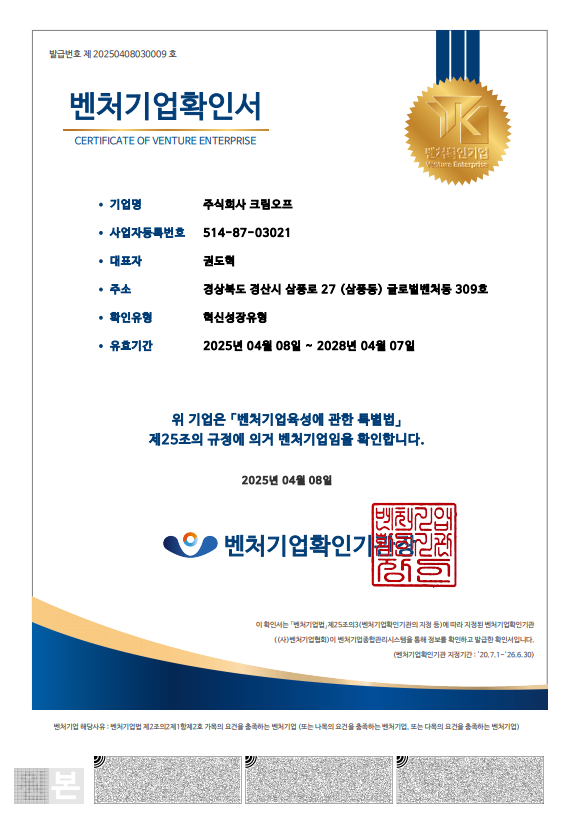 발급번호 제 20250408030009 호
벤처기업확인서
CERTIFICATE OF VENTURE ENTERPRISE
벤처확인기업
Venture Enterprise
• 기업명 주식회사 크림오프
• 사업자등록번호 514-87-03021
• 대표자 권도혁
• 주소 경상북도 경산시 삼풍로 27 (삼풍동) 글로벌벤처동 309호
• 확인유형 혁신성장유형
• 유효기간 2025년 04월 08일 ~ 2028년 04월 07일
위 기업은 「벤처기업육성에 관한 특별법」
제25조의 규정에 의거 벤처기업임을 확인합니다.
2025년 04월 08일
벤처기업확인기관장
이 확인서는 「벤처기업법」제25조의3(벤처기업확인기관의 지정 등)에 따라 지정된 벤처기업확인기관
((사)벤처기업협회)이 벤처기업종합관리시스템을 통해 정보를 확인하고 발급한 확인서입니다.
(벤처기업확인기관 지정기간 : '20.7.1~'26.6.30)
벤처기업 해당사유 : 벤처기업법 제2조의2제1항제2호 가목의 요건을 충족하는 벤처기업 (또는 나목의 요건을 충족하는 벤처기업, 또는 다목의 요건을 충족하는 벤처기업)
본